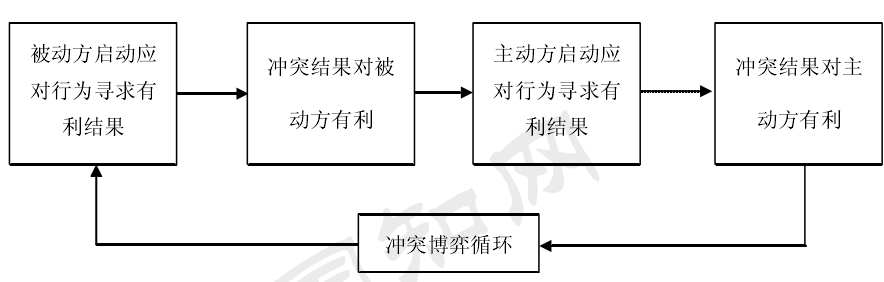 被动方启动应
对行为寻求有
利结果
冲突结果对被
动方有利
主动方启动应
对行为寻求有
利结果
冲突结果对主
动方有利
冲突博弈循环